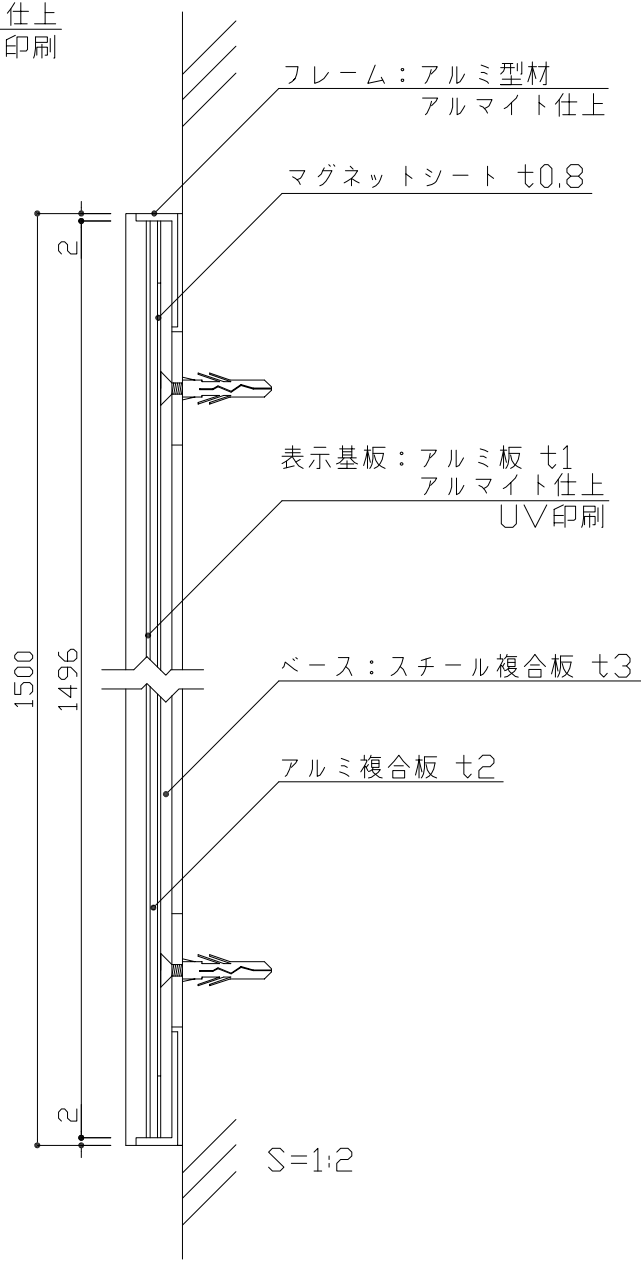 仕上
印刷
フレーム：アルミ型材
アルマイト仕上
マグネットシート t0.8
2
表示基板：アルミ板 t1
アルマイト仕上
UV印刷
1500
1496
ベース：スチール複合板 t3
アルミ複合板 t2
2
S=1:2